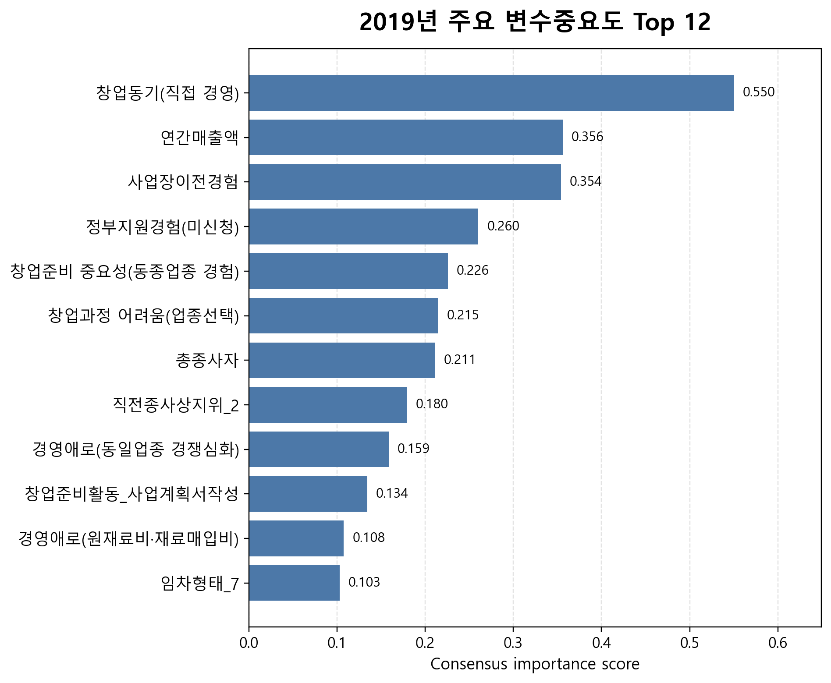 2019년 주요 변수중요도 Top 12
창업동기(직접 경영) 0.550
연간매출액 0.356
사업장이전경험 0.354
정부지원경험(미신청) 0.260
창업준비 중요성(동종업종 경험) 0.226
창업과정 어려움(업종선택) 0.215
총종사자 0.211
직전종사상지위_2 0.180
경영애로(동일업종 경쟁심화) 0.159
창업준비활동_사업계획서작성 0.134
경영애로(원재료비·재료매입비) 0.108
임차형태_7 0.103
0.0 0.1 0.2 0.3 0.4 0.5 0.6
Consensus importance score